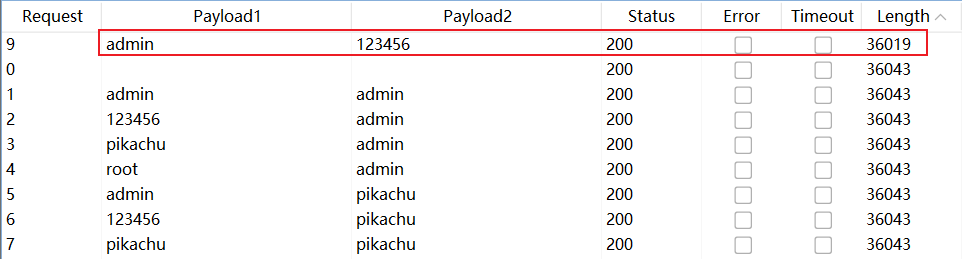 Request Payload1 Payload2 Status Error Timeout Length
9 admin 123456 200 36019
0 200 36043
1 admin admin 200 36043
2 123456 admin 200 36043
3 pikachu admin 200 36043
4 root admin 200 36043
5 admin pikachu 200 36043
6 123456 pikachu 200 36043
7 pikachu pikachu 200 36043